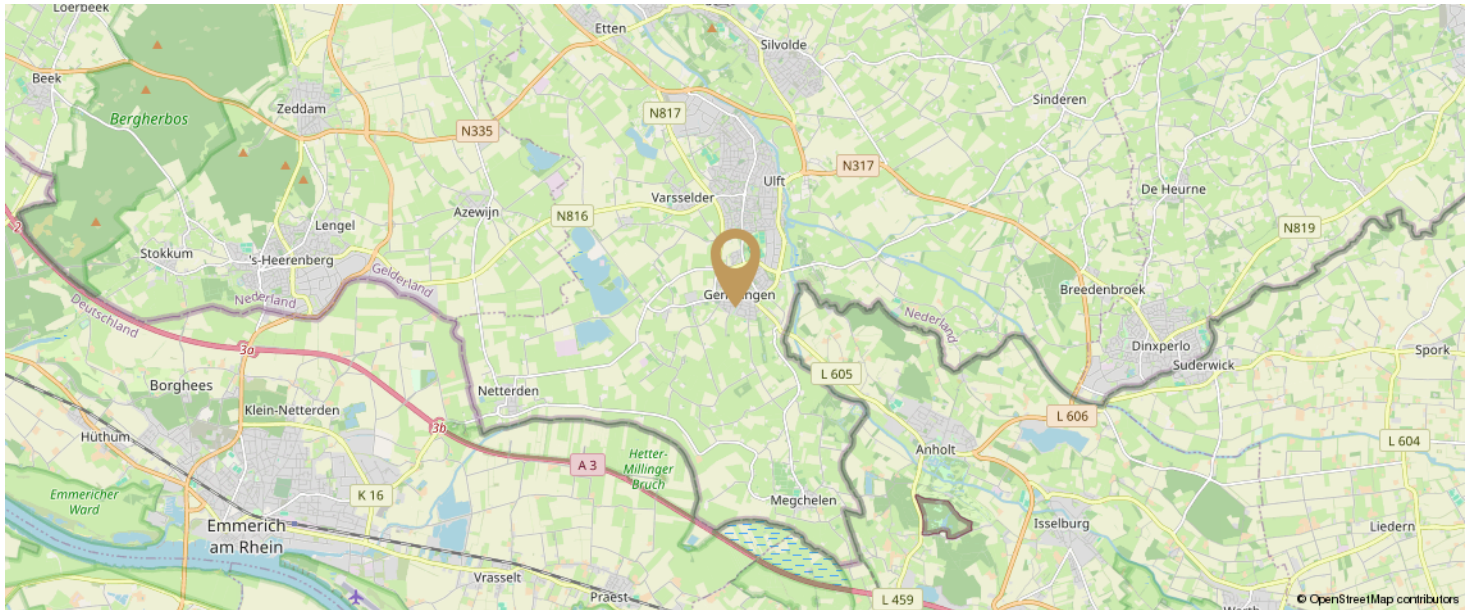 Loerbeek
Etten
Silvolde
Beek
Zeddam
Bergherbos
N817
Sinderen
N335
N317
Ulft
De Heurne
Varsselder
Azewijn
N816
Lengel
N819
Stokkum
's-Heerenberg
Gelderland
Nederland
Deutschland
Breedenbroek
Nederland
3a
Dinxperlo
Spork
Suderwick
L 605
Borghees
Netterden
Klein-Netterden
L 606
3b
Hüthum
L 604
Anholt
A 3
Hetter-
Millinger
Bruch
Emmericher
Ward
K 16
Megchelen
Emmerich
am Rhein
Isselburg
Liedern
Vrasselt
Praest
L 459
© OpenStreetMap contributors